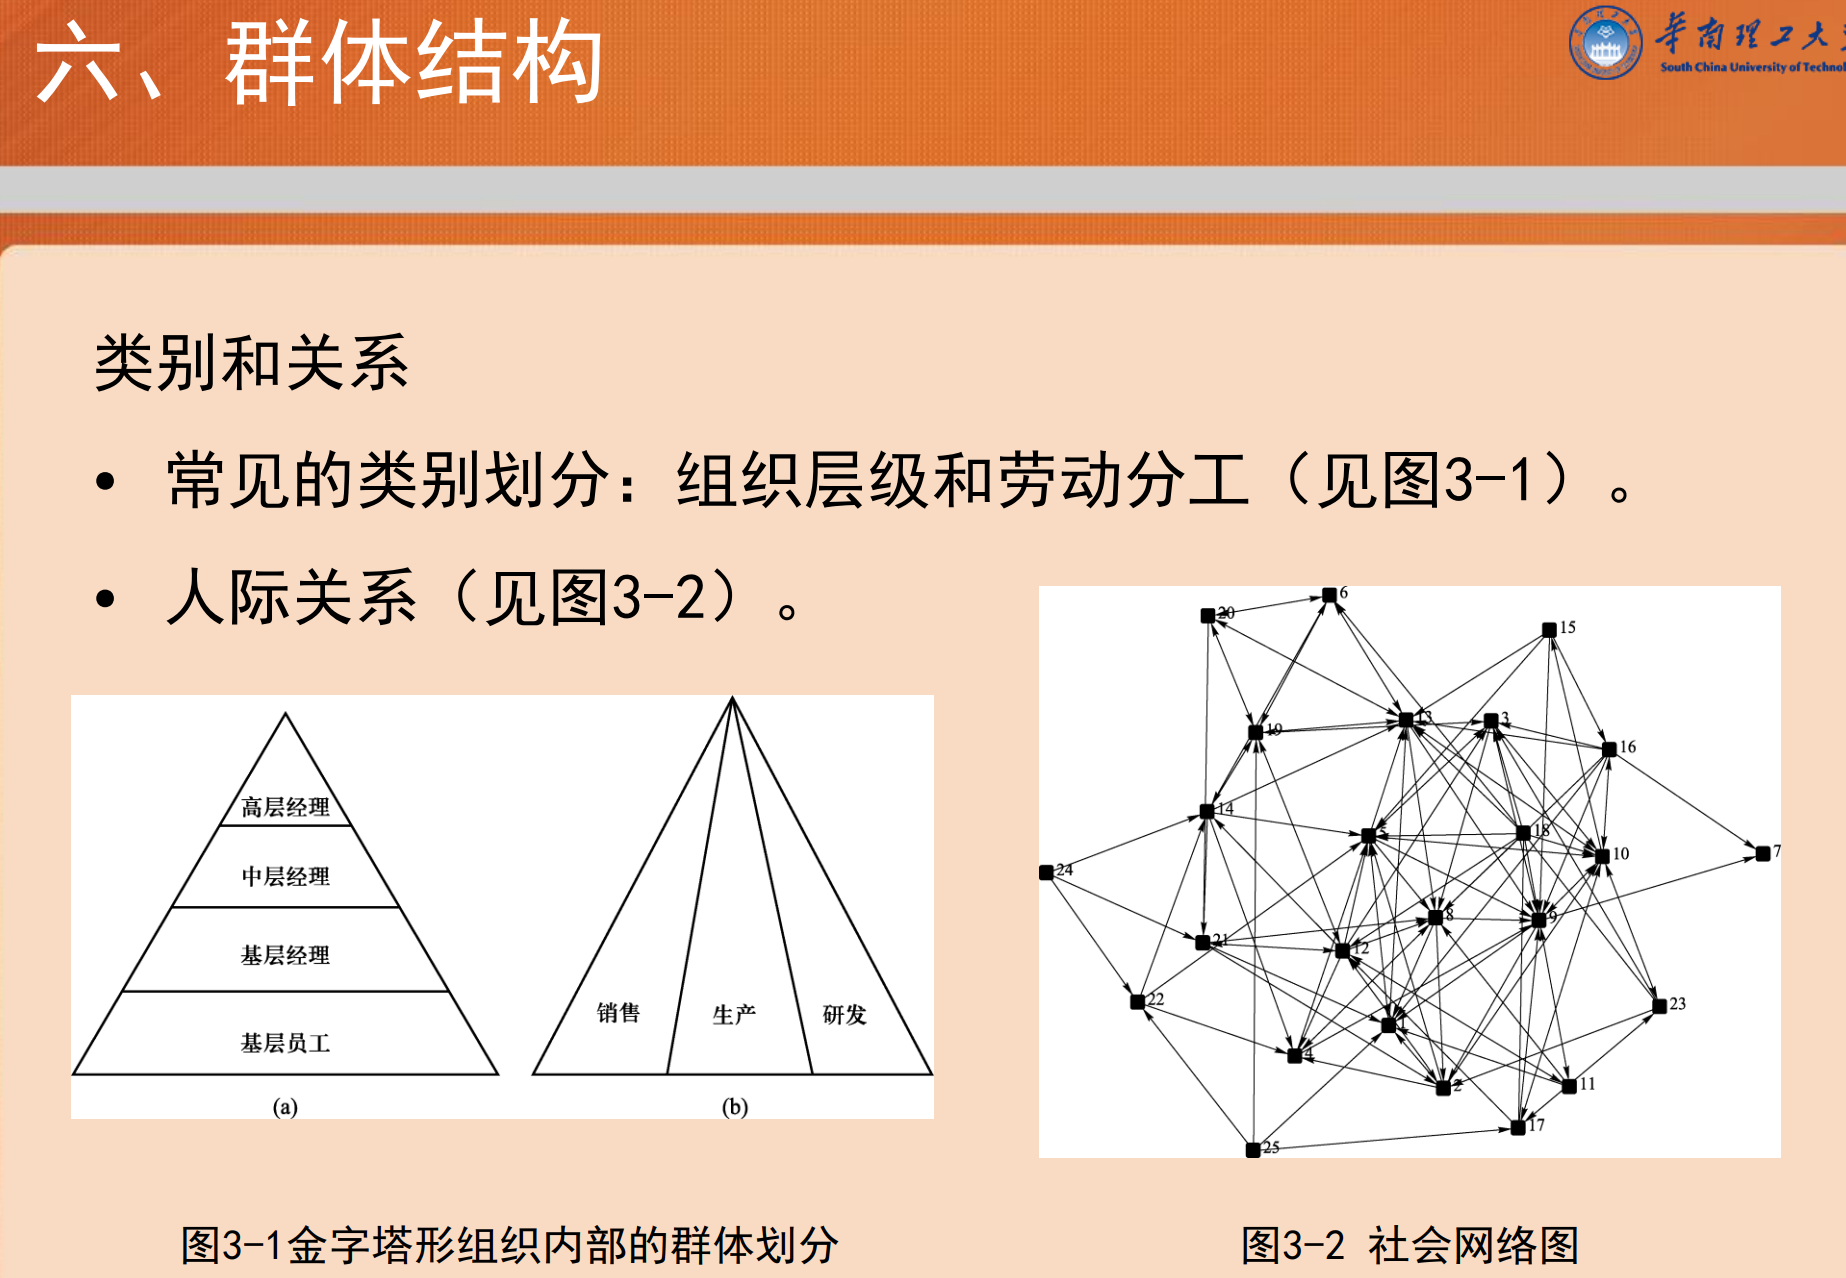 六、群体结构
华南理工大
South China University of Technol
类别和关系
• 常见的类别划分：组织层级和劳动分工（见图3-1）。
• 人际关系（见图3-2）。
高层经理
中层经理
基层经理
基层员工
(a)
销售
生产
研发
(b)
6
20
15
13
3
19
16
14
5
18
10
7
24
8
9
21
12
22
23
4
2
11
17
25
图3-1金字塔形组织内部的群体划分
图3-2 社会网络图